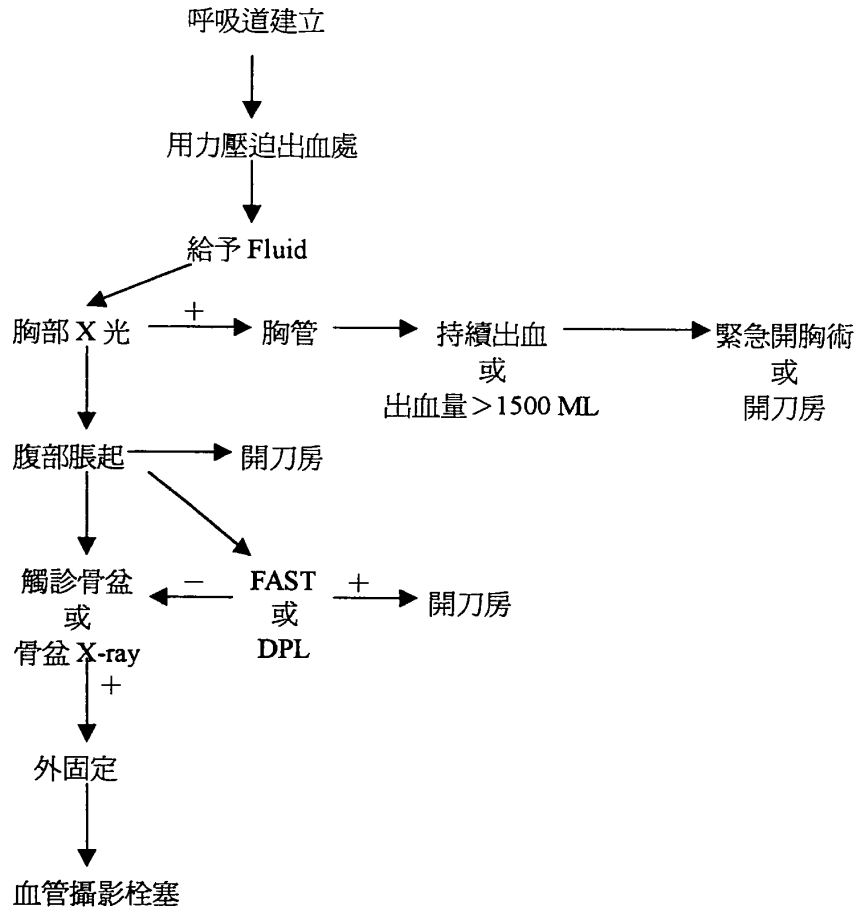 呼吸道建立
用力壓迫出血處
給予 Fluid
胸部 X 光
+
胸管
持續出血
或
出血量>1500 ML
緊急開胸術
或
開刀房
腹部脹起
開刀房
觸診骨盆
或
骨盆 X-ray
−
FAST
或
DPL
+
開刀房
+
外固定
血管攝影栓塞